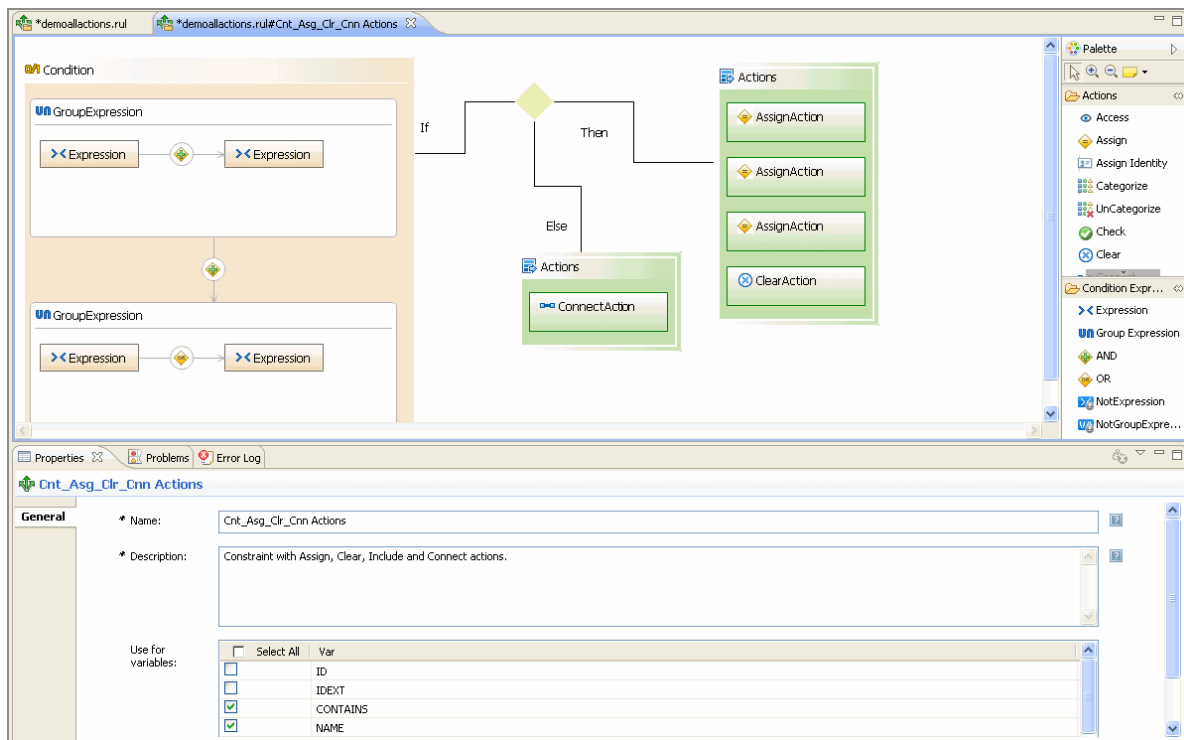 *demoallactions.rul
*demoallactions.rul#Cnt_Asg_Clr_Cnn Actions
Condition
GroupExpression
Expression
Expression
GroupExpression
Expression
OR
Expression
If
Then
Else
Actions
ConnectAction
Actions
AssignAction
AssignAction
AssignAction
ClearAction
Palette
Actions
Access
Assign
Assign Identity
Categorize
UnCategorize
Check
Clear
Condition Expr...
Expression
Group Expression
AND
OR
NotExpression
NotGroupExpre...
Properties
Problems
Error Log
Cnt_Asg_Clr_Cnn Actions
General
* Name:
Cnt_Asg_Clr_Cnn Actions
* Description:
Constraint with Assign, Clear, Include and Connect actions.
Use for
variables:
Select All
Var
ID
IDEXT
CONTAINS
NAME